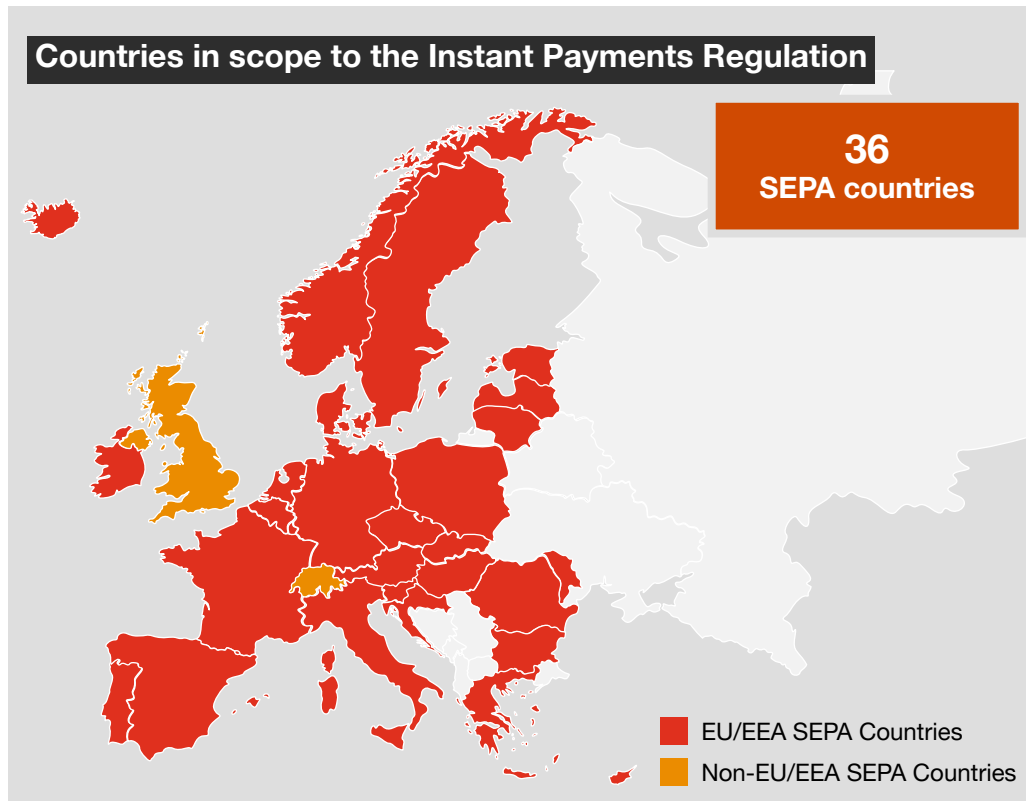 Countries in scope to the Instant Payments Regulation
36
SEPA countries
EU/EEA SEPA Countries
Non-EU/EEA SEPA Countries